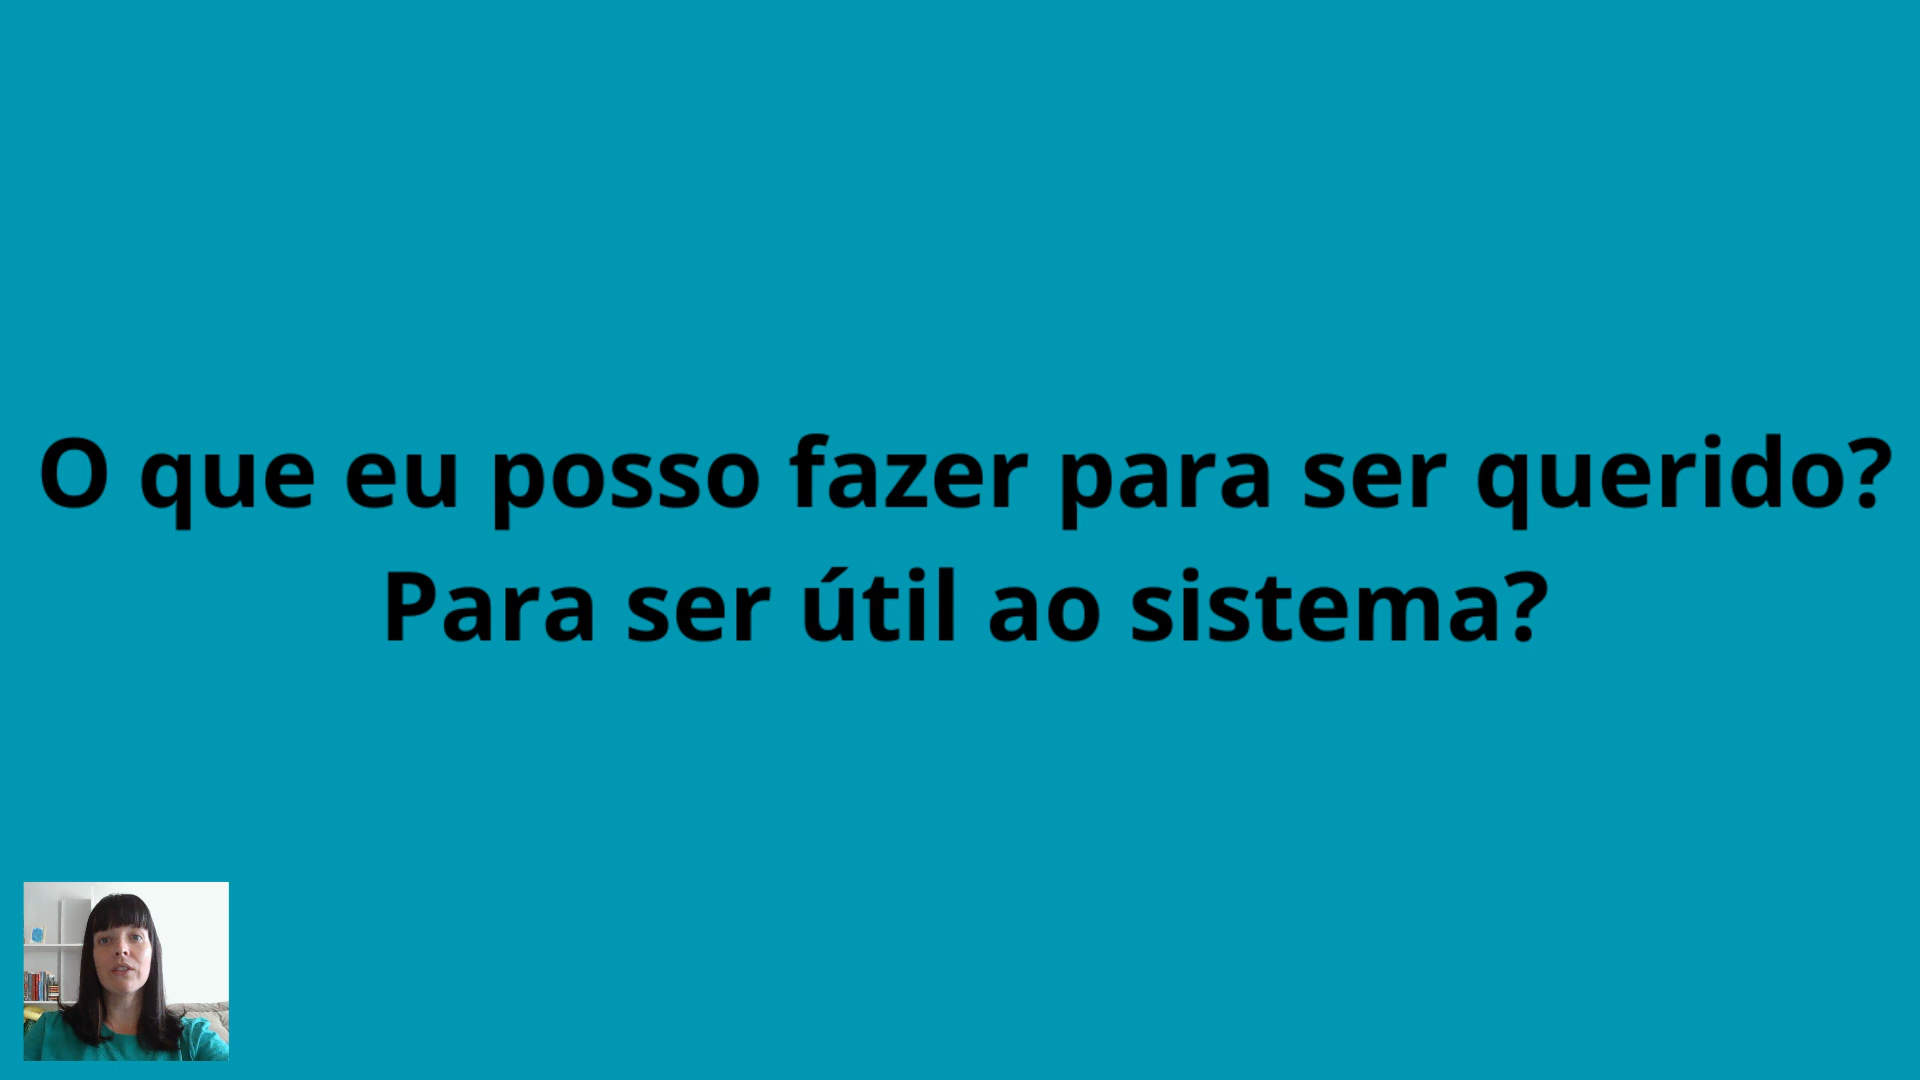 O que eu posso fazer para ser querido?
Para ser útil ao sistema?